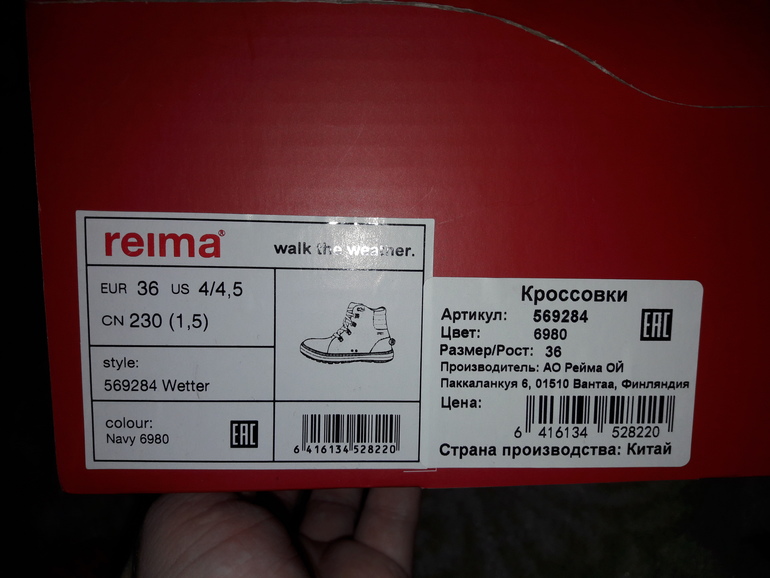 reima®
walk the weather.
EUR 36 US 4/4,5
CN 230 (1,5)
style:
569284 Wetter
colour:
Navy 6980
EAC
6 416134 528220
Кроссовки
Артикул: 569284
Цвет: 6980
Размер/Рост: 36
Производитель: АО Рейма ОЙ
Паккаланкуя 6, 01510 Вантаа, Финляндия
Цена:
EAC
6 416134 528220
Страна производства: Китай